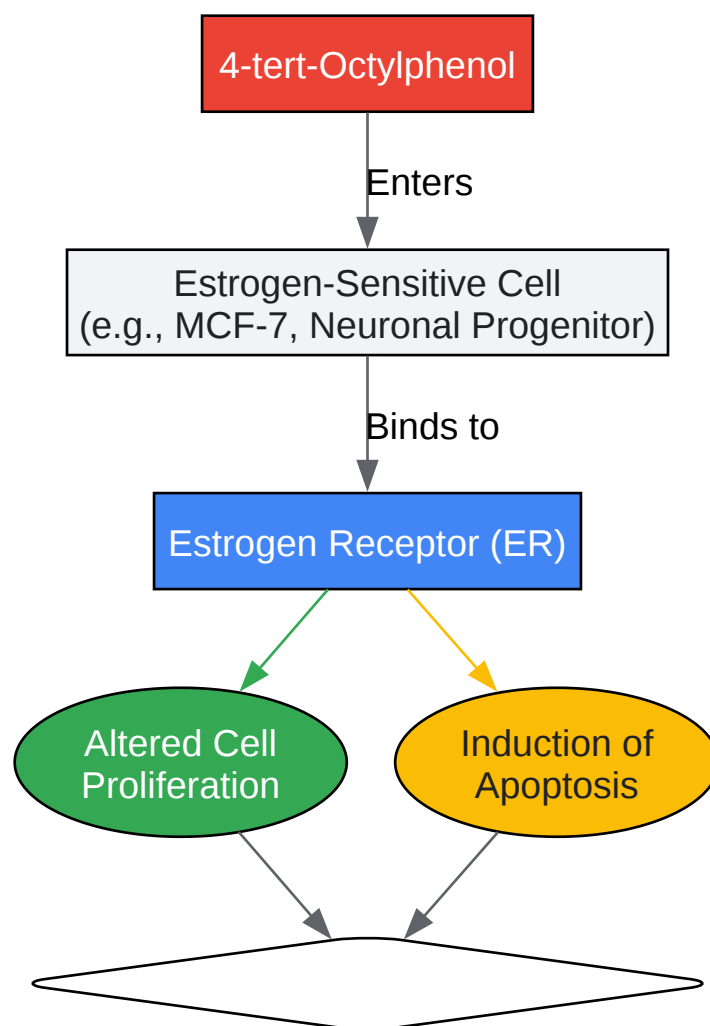 4-tert-Octylphenol
Enters
Estrogen-Sensitive Cell
(e.g., MCF-7, Neuronal Progenitor)
Binds to
Estrogen Receptor (ER)
Altered Cell
Proliferation
Induction of
Apoptosis